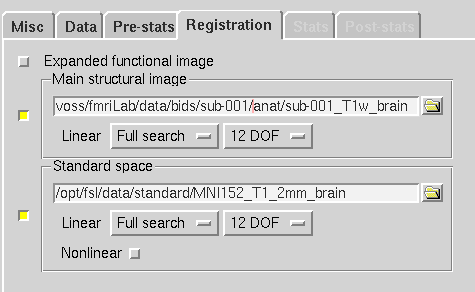 Misc Data Pre-stats Registration Stats Post-stats
Expanded functional image
Main structural image
voss/fmriLab/data/bids/sub-001/anat/sub-001_T1w_brain
Linear Full search 12 DOF
Standard space
/opt/fsl/data/standard/MNI152_T1_2mm_brain
Linear Full search 12 DOF
Nonlinear